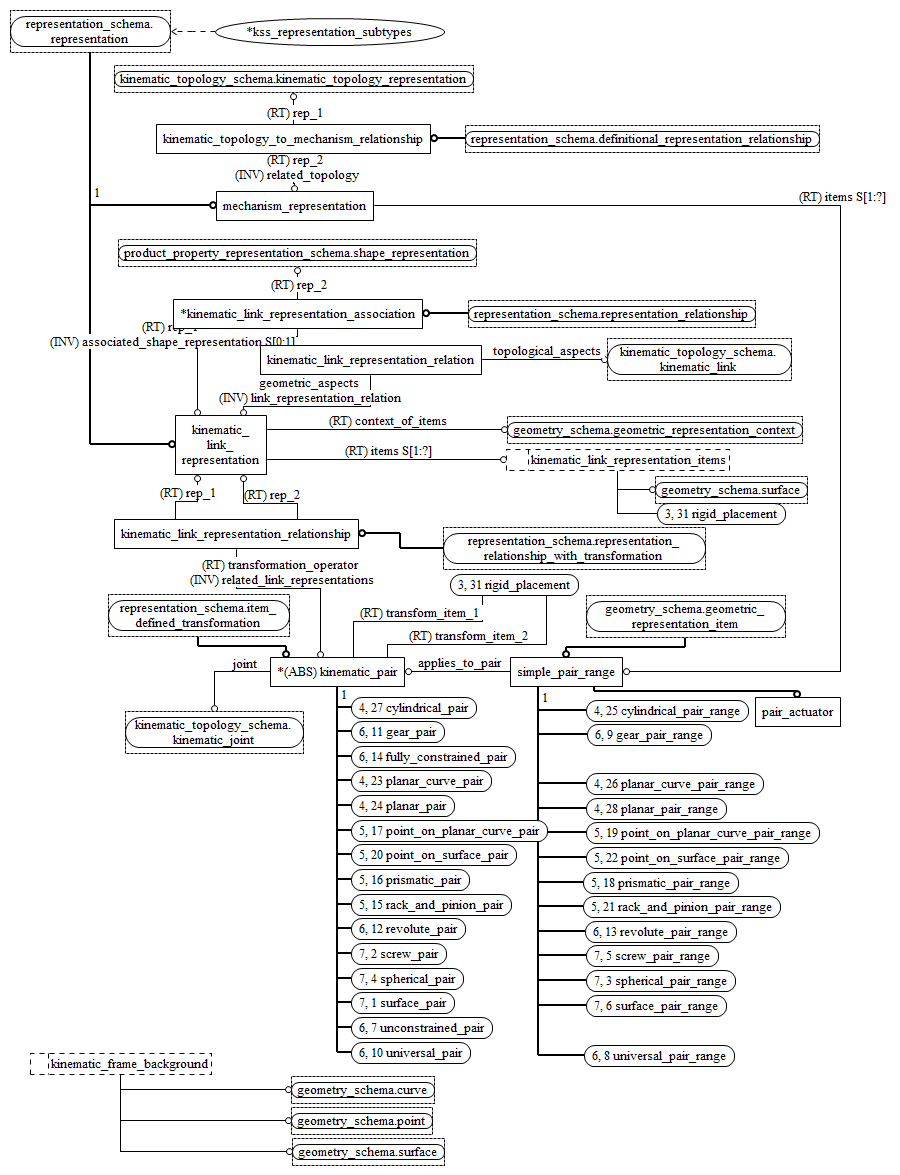 representation_schema.
representation
*kss_representation_subtypes
kinematic_topology_schema.kinematic_topology_representation
(RT) rep_1
kinematic_topology_to_mechanism_relationship
representation_schema.definitional_representation_relationship
(RT) rep_2
(INV) related_topology
1
mechanism_representation
(RT) items S[1:?]
product_property_representation_schema.shape_representation
(RT) rep_2
*kinematic_link_representation_association
representation_schema.representation_relationship
(RT) rep_1
(INV) associated_shape_representation S[0:1]
kinematic_link_representation_relation
topological_aspects
kinematic_topology_schema.
kinematic_link
geometric_aspects
(INV) link_representation_relation
kinematic_
link_
representation
(RT) context_of_items
geometry_schema.geometric_representation_context
(RT) items S[1:?]
kinematic_link_representation_items
geometry_schema.surface
3, 31 rigid_placement
(RT) rep_1
(RT) rep_2
kinematic_link_representation_relationship
representation_schema.representation_
relationship_with_transformation
(RT) transformation_operator
(INV) related_link_representations
3, 31 rigid_placement
representation_schema.item_
defined_transformation
(RT) transform_item_1
(RT) transform_item_2
geometry_schema.geometric_
representation_item
joint
*(ABS) kinematic_pair
applies_to_pair
simple_pair_range
kinematic_topology_schema.
kinematic_joint
pair_actuator
1
4, 27 cylindrical_pair
6, 11 gear_pair
6, 14 fully_constrained_pair
4, 23 planar_curve_pair
4, 24 planar_pair
5, 17 point_on_planar_curve_pair
5, 20 point_on_surface_pair
5, 16 prismatic_pair
5, 15 rack_and_pinion_pair
6, 12 revolute_pair
7, 2 screw_pair
7, 4 spherical_pair
7, 1 surface_pair
6, 7 unconstrained_pair
6, 10 universal_pair
1
4, 25 cylindrical_pair_range
6, 9 gear_pair_range
4, 26 planar_curve_pair_range
4, 28 planar_pair_range
5, 19 point_on_planar_curve_pair_range
5, 22 point_on_surface_pair_range
5, 18 prismatic_pair_range
5, 21 rack_and_pinion_pair_range
6, 13 revolute_pair_range
7, 5 screw_pair_range
7, 3 spherical_pair_range
7, 6 surface_pair_range
6, 8 universal_pair_range
kinematic_frame_background
geometry_schema.curve
geometry_schema.point
geometry_schema.surface